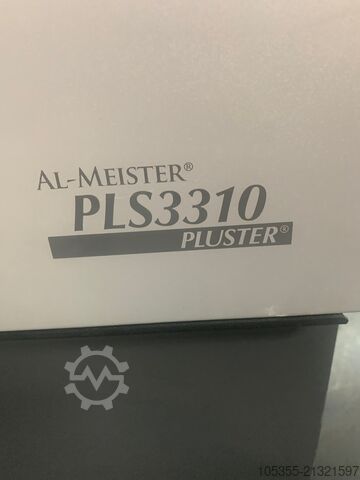 AL-MEISTER®
PLS3310
PLUSTER®
105355-21321597